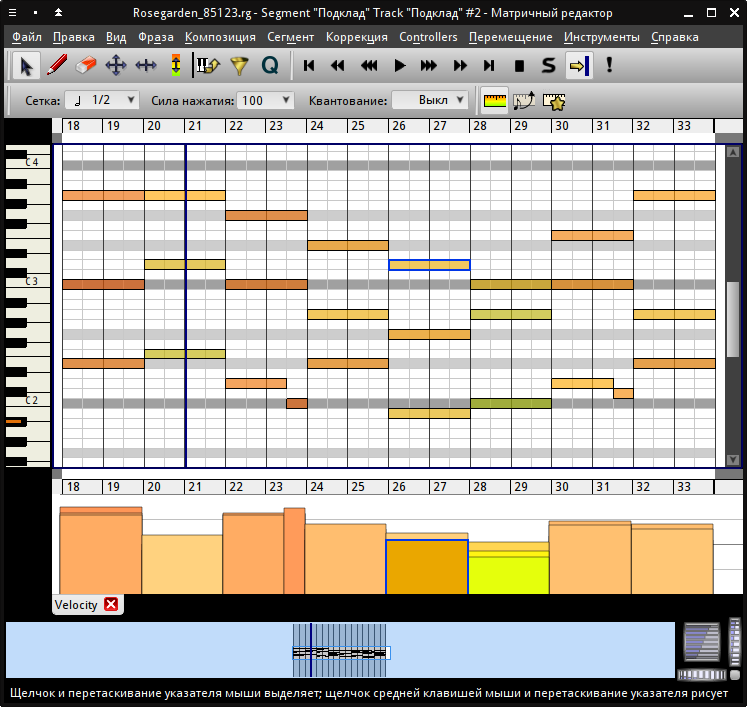 Rosegarden_85123.rg - Segment "Подклад" Track "Подклад" #2 - Матричный редактор
Файл Правка Вид Фраза Композиция Сегмент Коррекция Controllers Перемещение Инструменты Справка
Q S !
Сетка: 1/2 Сила нажатия: 100 Квантование: Выкл
18 19 20 21 22 23 24 25 26 27 28 29 30 31 32 33
C4
C3
C2
18 19 20 21 22 23 24 25 26 27 28 29 30 31 32 33
Velocity
Щелчок и перетаскивание указателя мыши выделяет; щелчок средней клавишей мыши и перетаскивание указателя рисует